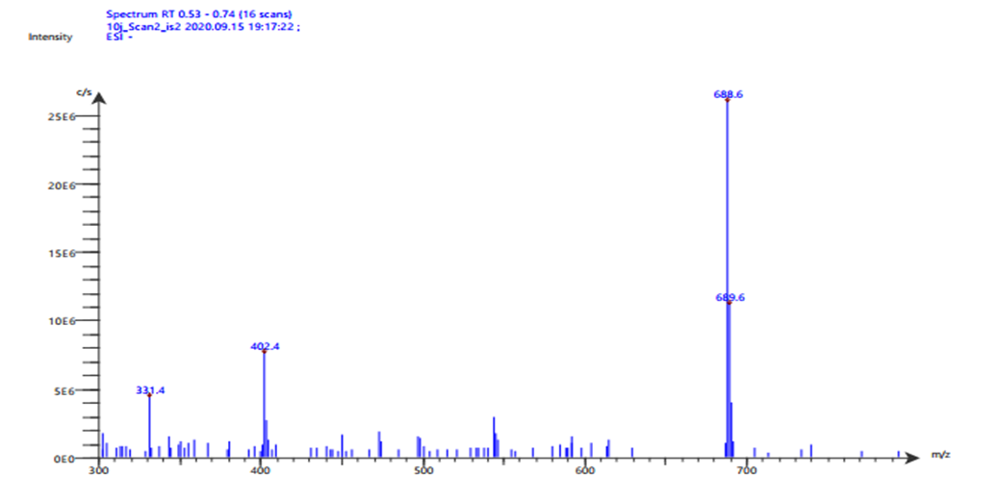 Spectrum RT 0.53 - 0.74 (16 scans)
10j_Scan2_is2 2020.09.15 19:17:22 ;
ESI -
Intensity
c/s
688.6
25E6
20E6
15E6
689.6
10E6
402.4
331.4
5E6
0E0
m/z
300 400 500 600 700